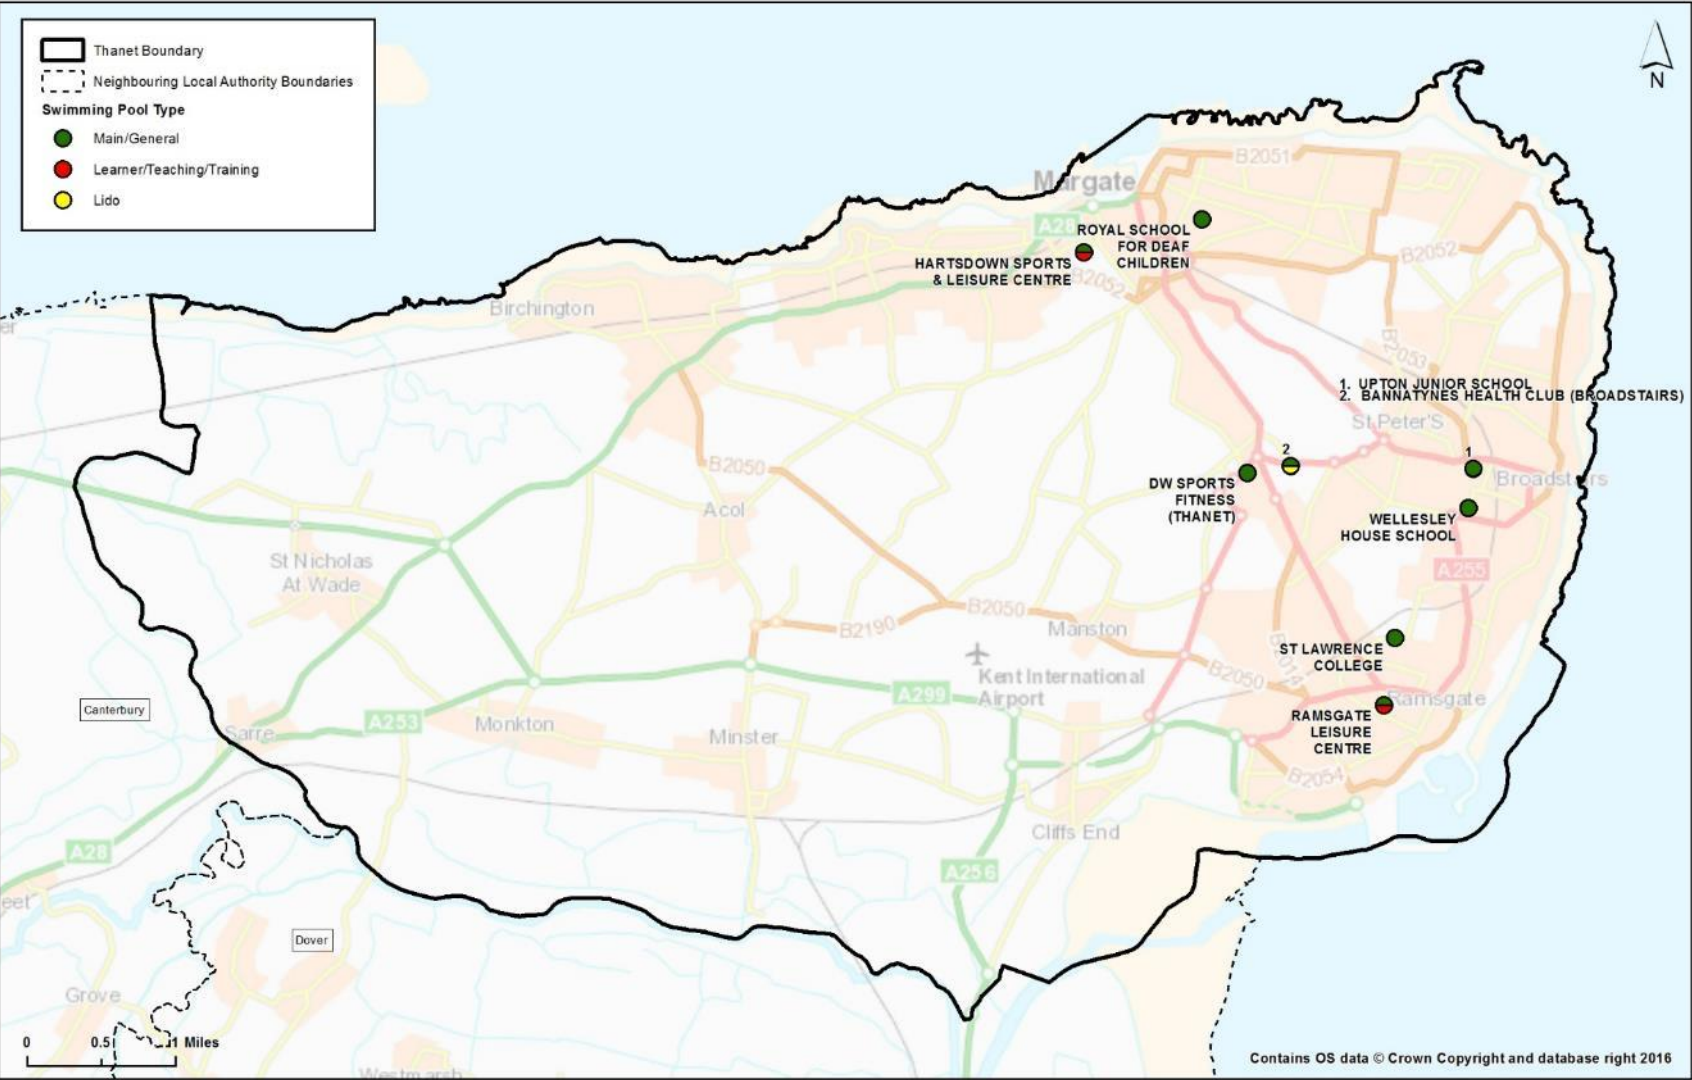 Thanet Boundary
Neighbouring Local Authority Boundaries
Swimming Pool Type
Main/General
Learner/Teaching/Training
Lido
N
B2051
Margate
A28
ROYAL SCHOOL
FOR DEAF
CHILDREN
HARTSDOWN SPORTS
& LEISURE CENTRE
B2052
B2052
Birchington
er
B2053
1. UPTON JUNIOR SCHOOL
2. BANNATYNES HEALTH CLUB (BROADSTAIRS)
St Peter'S
2
1
B2050
Broadstairs
DW SPORTS
FITNESS
(THANET)
Acol
WELLESLEY
HOUSE SCHOOL
St Nicholas
At Wade
A255
B2050
B2190
Manston
B2014
ST LAWRENCE
COLLEGE
B2050
Kent International
Airport
A299
Ramsgate
Canterbury
A253
Monkton
Sarre
Minster
RAMSGATE
LEISURE
CENTRE
B2054
Cliffs End
A28
A256
eet
Dover
Grove
0 0.5 1 Miles
Westmarsh
Contains OS data © Crown Copyright and database right 2016